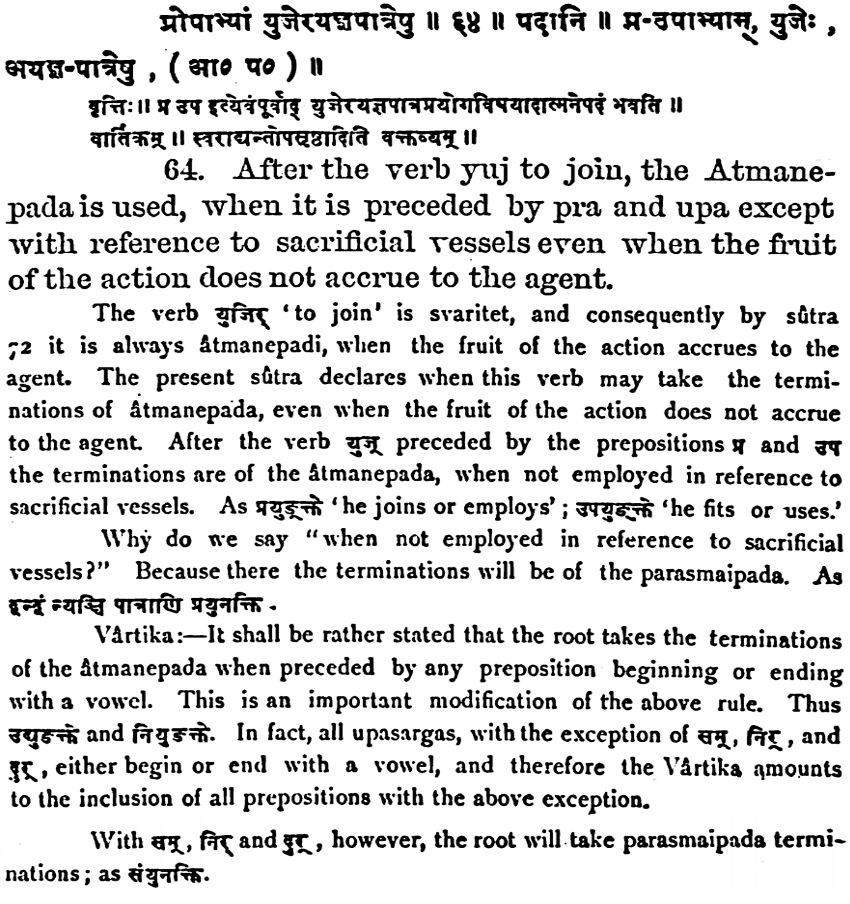 प्रोपाभ्यां युजेरयज्ञपात्रेषु ॥ ६४ ॥ पदानि ॥ प्र-उपाभ्याम्, युजेः ,
अयज्ञ-पात्रेषु , ( आ० प० ) ॥
वृत्तिः॥ प्र उप इत्येवंपूर्वाद् युजेरयज्ञपात्रप्रयोगविषयादात्मनेपदं भवति ॥
वार्तिकम् ॥ स्वराद्यन्तोपसृष्टादिति वक्तव्यम् ॥
64. After the verb yuj to join, the Atmane-
pada is used, when it is preceded by pra and upa except
with reference to sacrificial vessels even when the fruit
of the action does not accrue to the agent.
The verb युजिर् ‘to join’ is svaritet, and consequently by sûtra
72 it is always âtmanepadi, when the fruit of the action accrues to the
agent. The present sûtra declares when this verb may take the termi-
nations of âtmanepada, even when the fruit of the action does not accrue
to the agent. After the verb युज् preceded by the prepositions प्र and उप
the terminations are of the âtmanepada, when not employed in reference to
sacrificial vessels. As प्रयुङ्क्ते ‘he joins or employs’ ; उपयुङ्क्ते ‘he fits or uses.’
Why do we say “when not employed in reference to sacrificial
vessels?” Because there the terminations will be of the parasmaipada. As
द्वन्द्वं न्यञ्चि पात्राणि प्रयुनक्ति .
Vârtika:—It shall be rather stated that the root takes the terminations
of the âtmanepada when preceded by any preposition beginning or ending
with a vowel. This is an important modification of the above rule. Thus
उद्युङक्ते and नियुङक्ते. In fact, all upasargas, with the exception of सम्, निर्, and
दुर्, either begin or end with a vowel, and therefore the Vârtika amounts
to the inclusion of all prepositions with the above exception.
With सम्, निर् and दुर्, however, the root will take parasmaipada termi-
nations ; as संयुनक्ति.